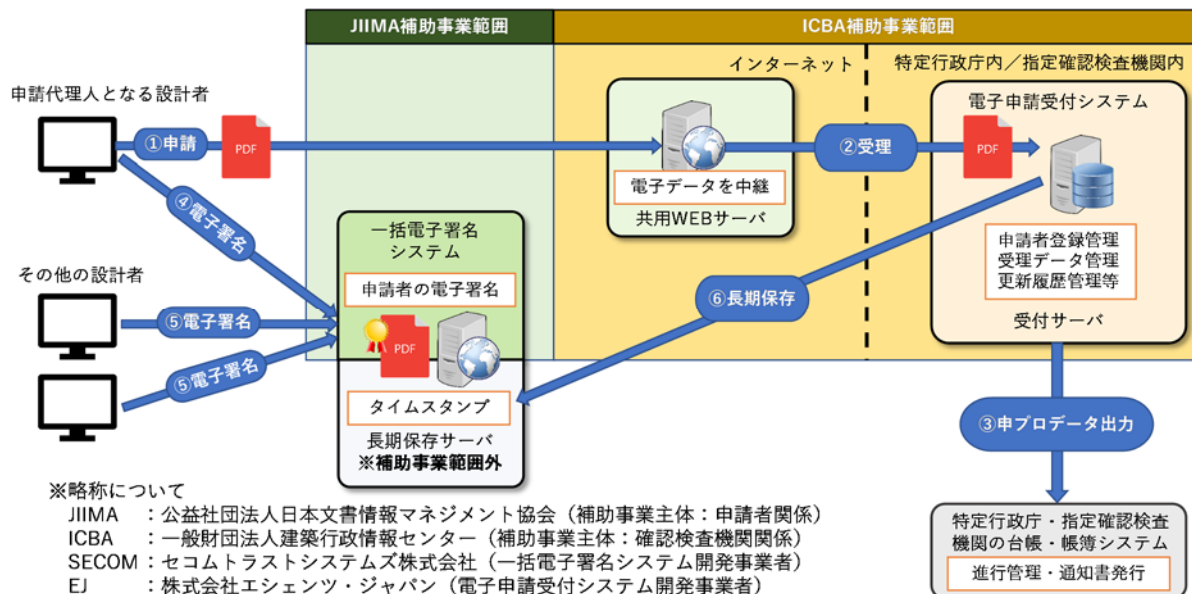 JIIMA補助事業範囲
ICBA補助事業範囲
インターネット
特定行政庁内／指定確認検査機関内
申請代理人となる設計者
①申請
PDF
②受理
電子データを中継
共用WEBサーバ
電子申請受付システム
PDF
申請者登録管理
受理データ管理
更新履歴管理等
受付サーバ
④電子署名
一括電子署名
システム
申請者の電子署名
PDF
タイムスタンプ
長期保存サーバ
※補助事業範囲外
その他の設計者
⑤電子署名
⑤電子署名
⑥長期保存
③申プロデータ出力
特定行政庁・指定確認検査
機関の台帳・帳簿システム
進行管理・通知書発行
※略称について
JIIMA ：公益社団法人日本文書情報マネジメント協会（補助事業主体：申請者関係）
ICBA ：一般財団法人建築行政情報センター（補助事業主体：確認検査機関関係）
SECOM：セコムトラストシステムズ株式会社（一括電子署名システム開発事業者）
EJ ：株式会社エシェンツ・ジャパン（電子申請受付システム開発事業者）